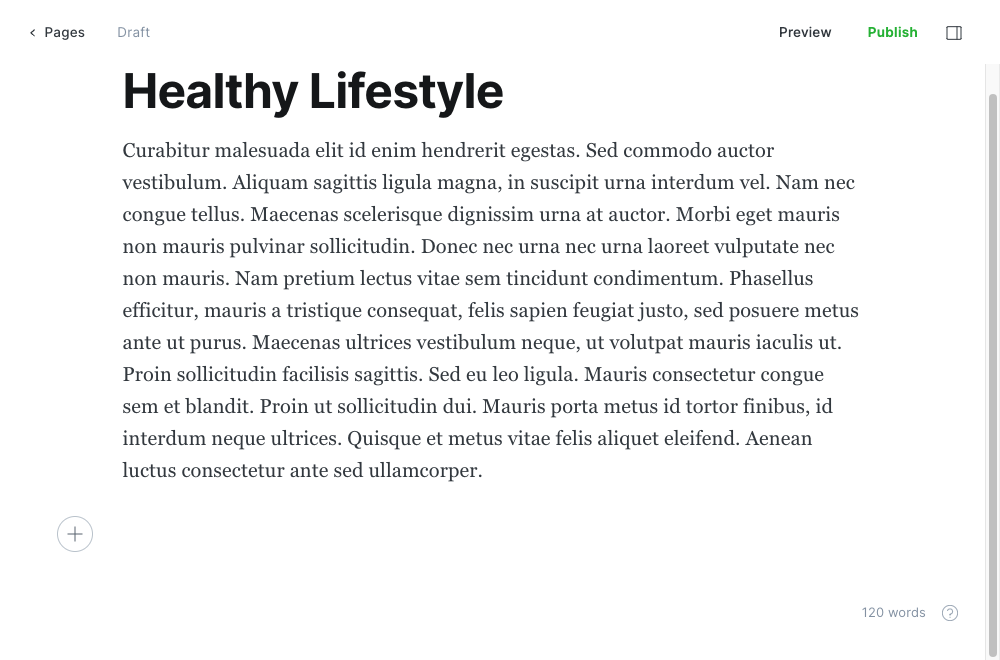 Pages
Draft
Preview
Publish
Healthy Lifestyle
Curabitur malesuada elit id enim hendrerit egestas. Sed commodo auctor
vestibulum. Aliquam sagittis ligula magna, in suscipit urna interdum vel. Nam nec
congue tellus. Maecenas scelerisque dignissim urna at auctor. Morbi eget mauris
non mauris pulvinar sollicitudin. Donec nec urna nec urna laoreet vulputate nec
non mauris. Nam pretium lectus vitae sem tincidunt condimentum. Phasellus
efficitur, mauris a tristique consequat, felis sapien feugiat justo, sed posuere metus
ante ut purus. Maecenas ultrices vestibulum neque, ut volutpat mauris iaculis ut.
Proin sollicitudin facilisis sagittis. Sed eu leo ligula. Mauris consectetur congue
sem et blandit. Proin ut sollicitudin dui. Mauris porta metus id tortor finibus, id
interdum neque ultrices. Quisque et metus vitae felis aliquet eleifend. Aenean
luctus consectetur ante sed ullamcorper.
120 words